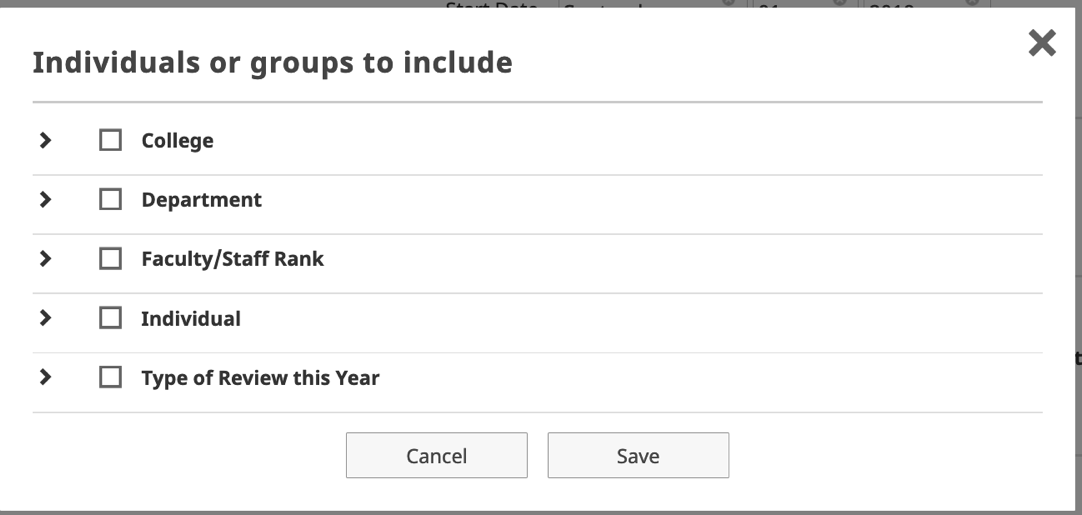 Individuals or groups to include
College
Department
Faculty/Staff Rank
Individual
Type of Review this Year
Cancel Save